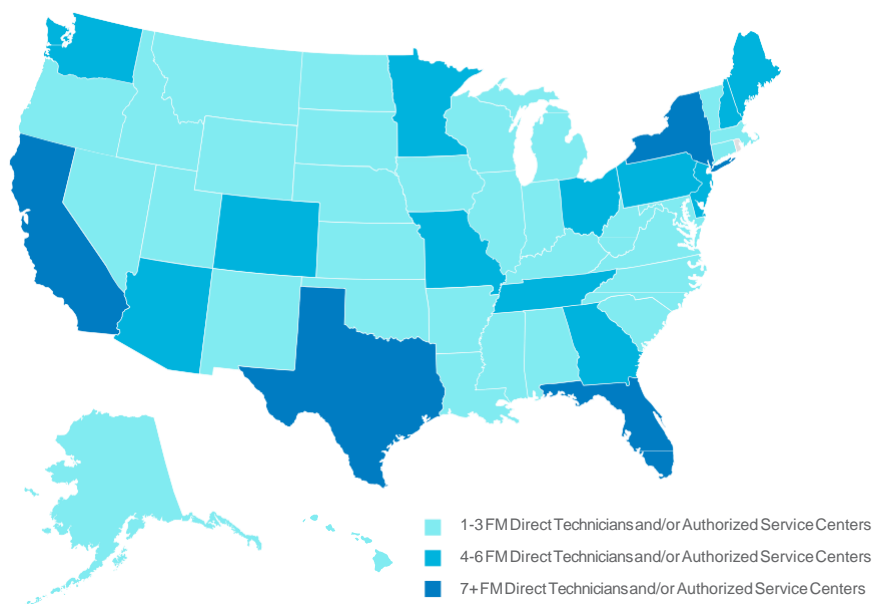 1-3 FM Direct Technicians and/or Authorized Service Centers
4-6 FM Direct Technicians and/or Authorized Service Centers
7+ FM Direct Technicians and/or Authorized Service Centers